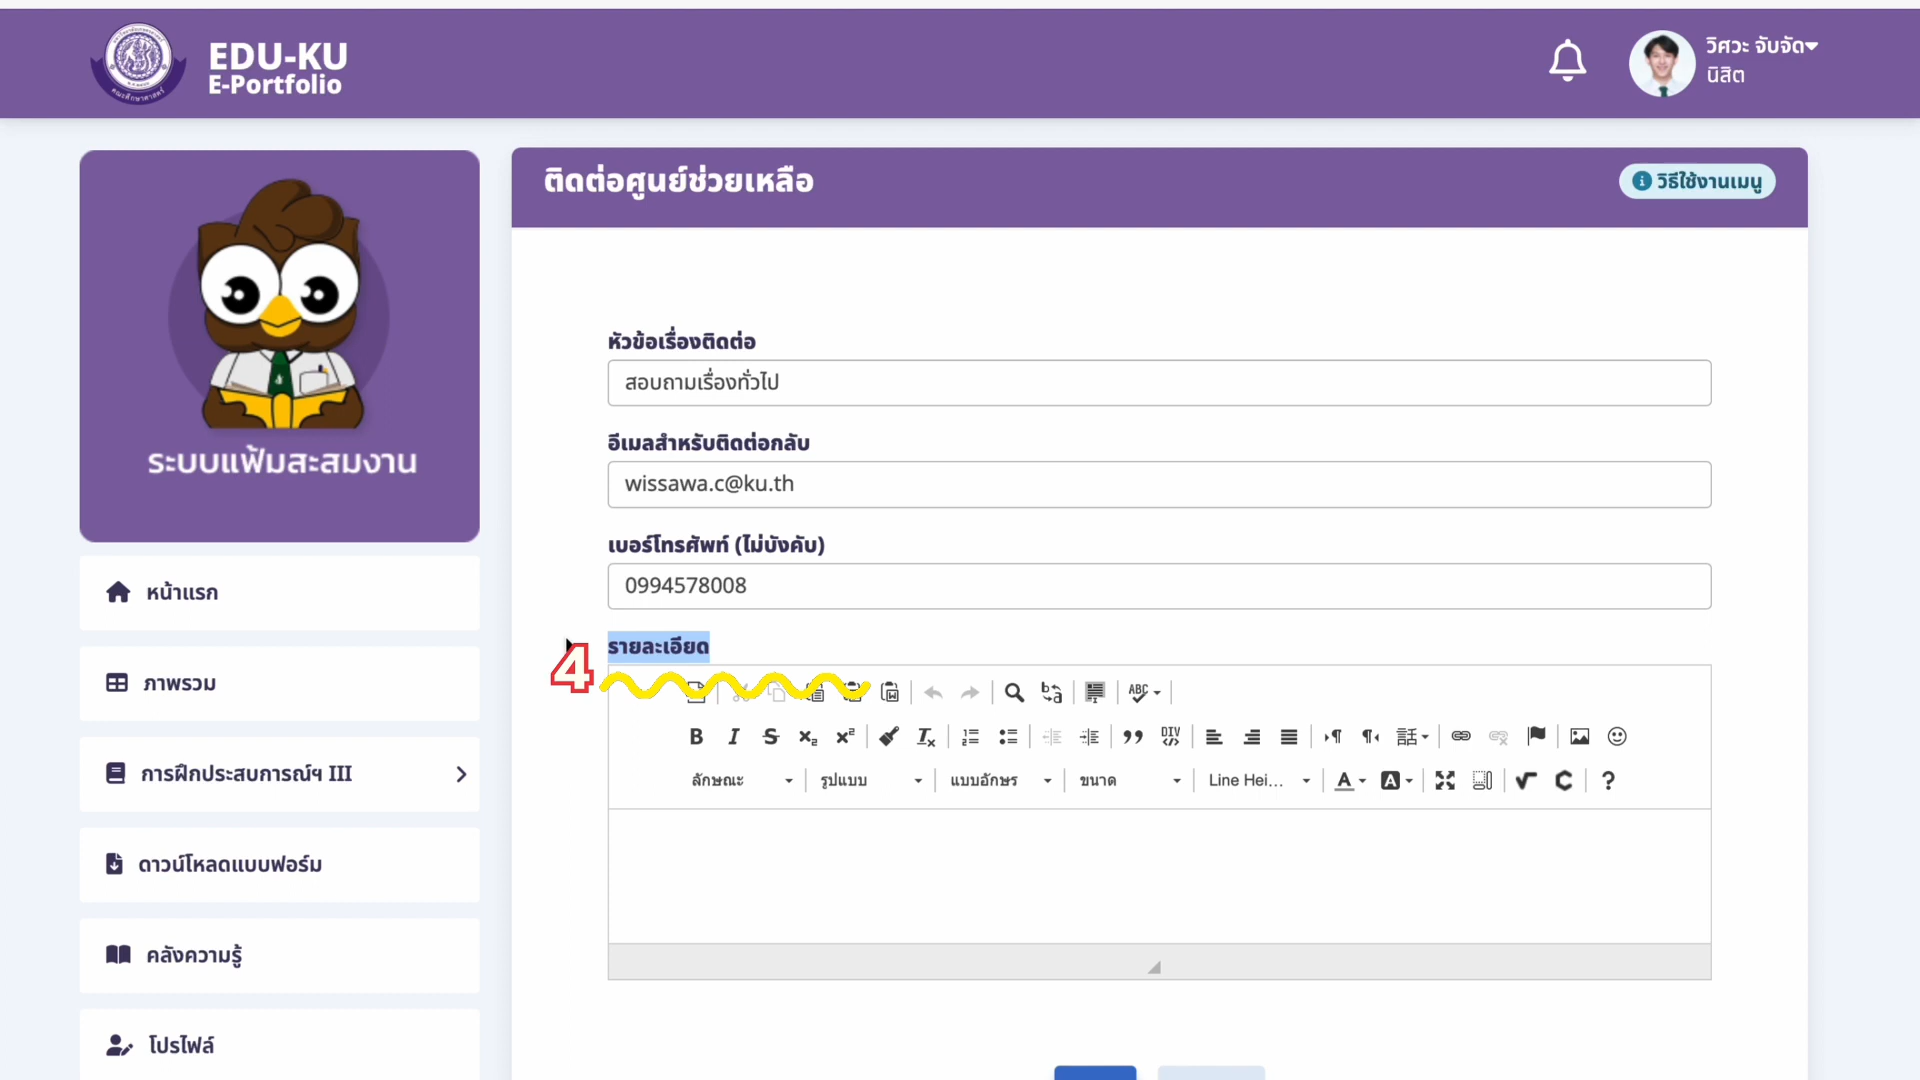 EDU-KU
E-Portfolio
วิศวะ จับจัด
นิสิต
ระบบแฟ้มสะสมงาน
หน้าแรก
ภาพรวม
การฝึกประสบการณ์ฯ III
ดาวน์โหลดแบบฟอร์ม
คลังความรู้
โปรไฟล์
ติดต่อศูนย์ช่วยเหลือ
วิธีใช้งานเมนู
หัวข้อเรื่องติดต่อ
สอบถามเรื่องทั่วไป
อีเมลสำหรับติดต่อกลับ
wissawa.c@ku.th
เบอร์โทรศัพท์ (ไม่บังคับ)
0994578008
4 รายละเอียด
ลักษณะ รูปแบบ แบบอักษร ขนาด Line Hei...